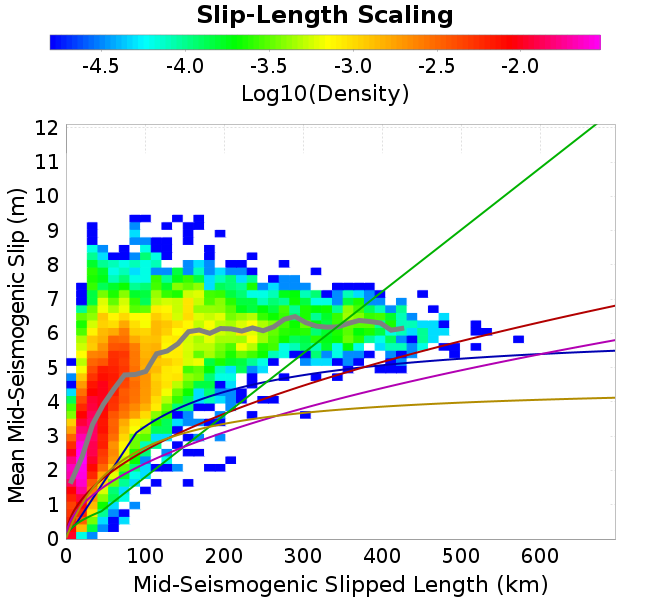 Slip-Length Scaling
-4.5 -4.0 -3.5 -3.0 -2.5 -2.0
Log10(Density)
Mean Mid-Seismogenic Slip (m)
12
11
10
9
8
7
6
5
4
3
2
1
0
0 100 200 300 400 500 600
Mid-Seismogenic Slipped Length (km)